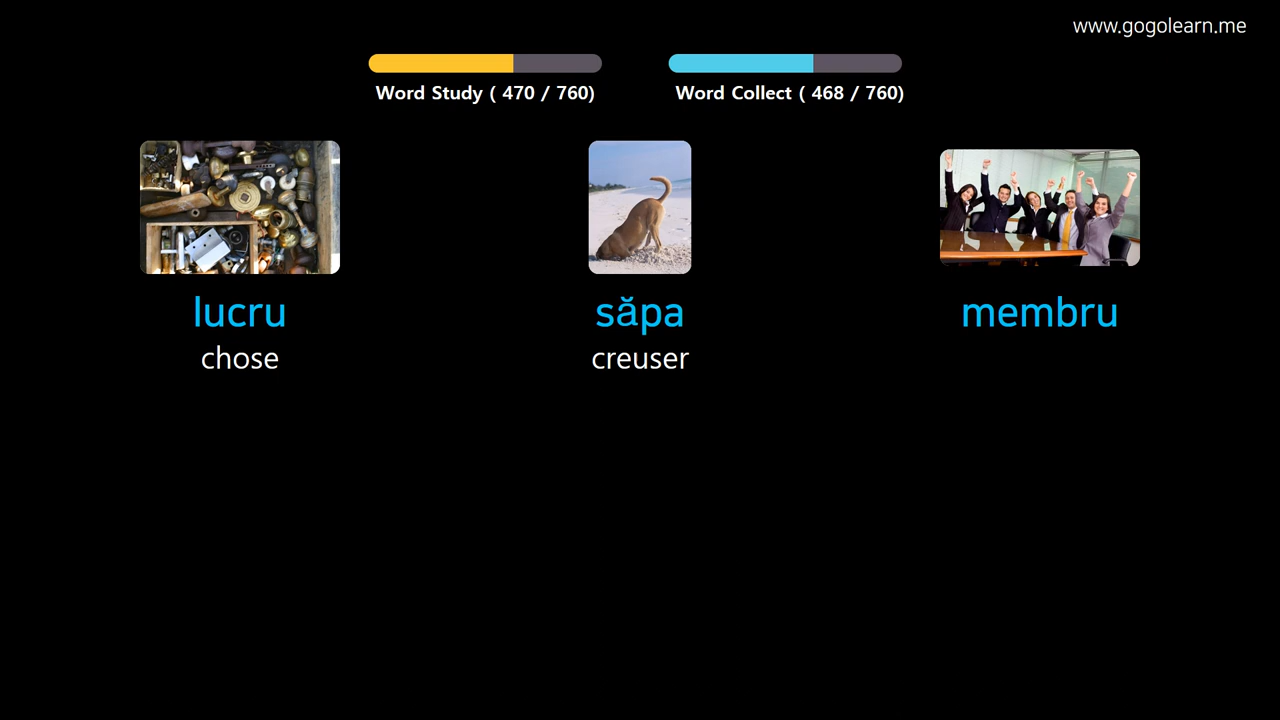 www.gogolearn.me
Word Study ( 470 / 760)
Word Collect ( 468 / 760)
lucru
săpa
membru
chose
creuser